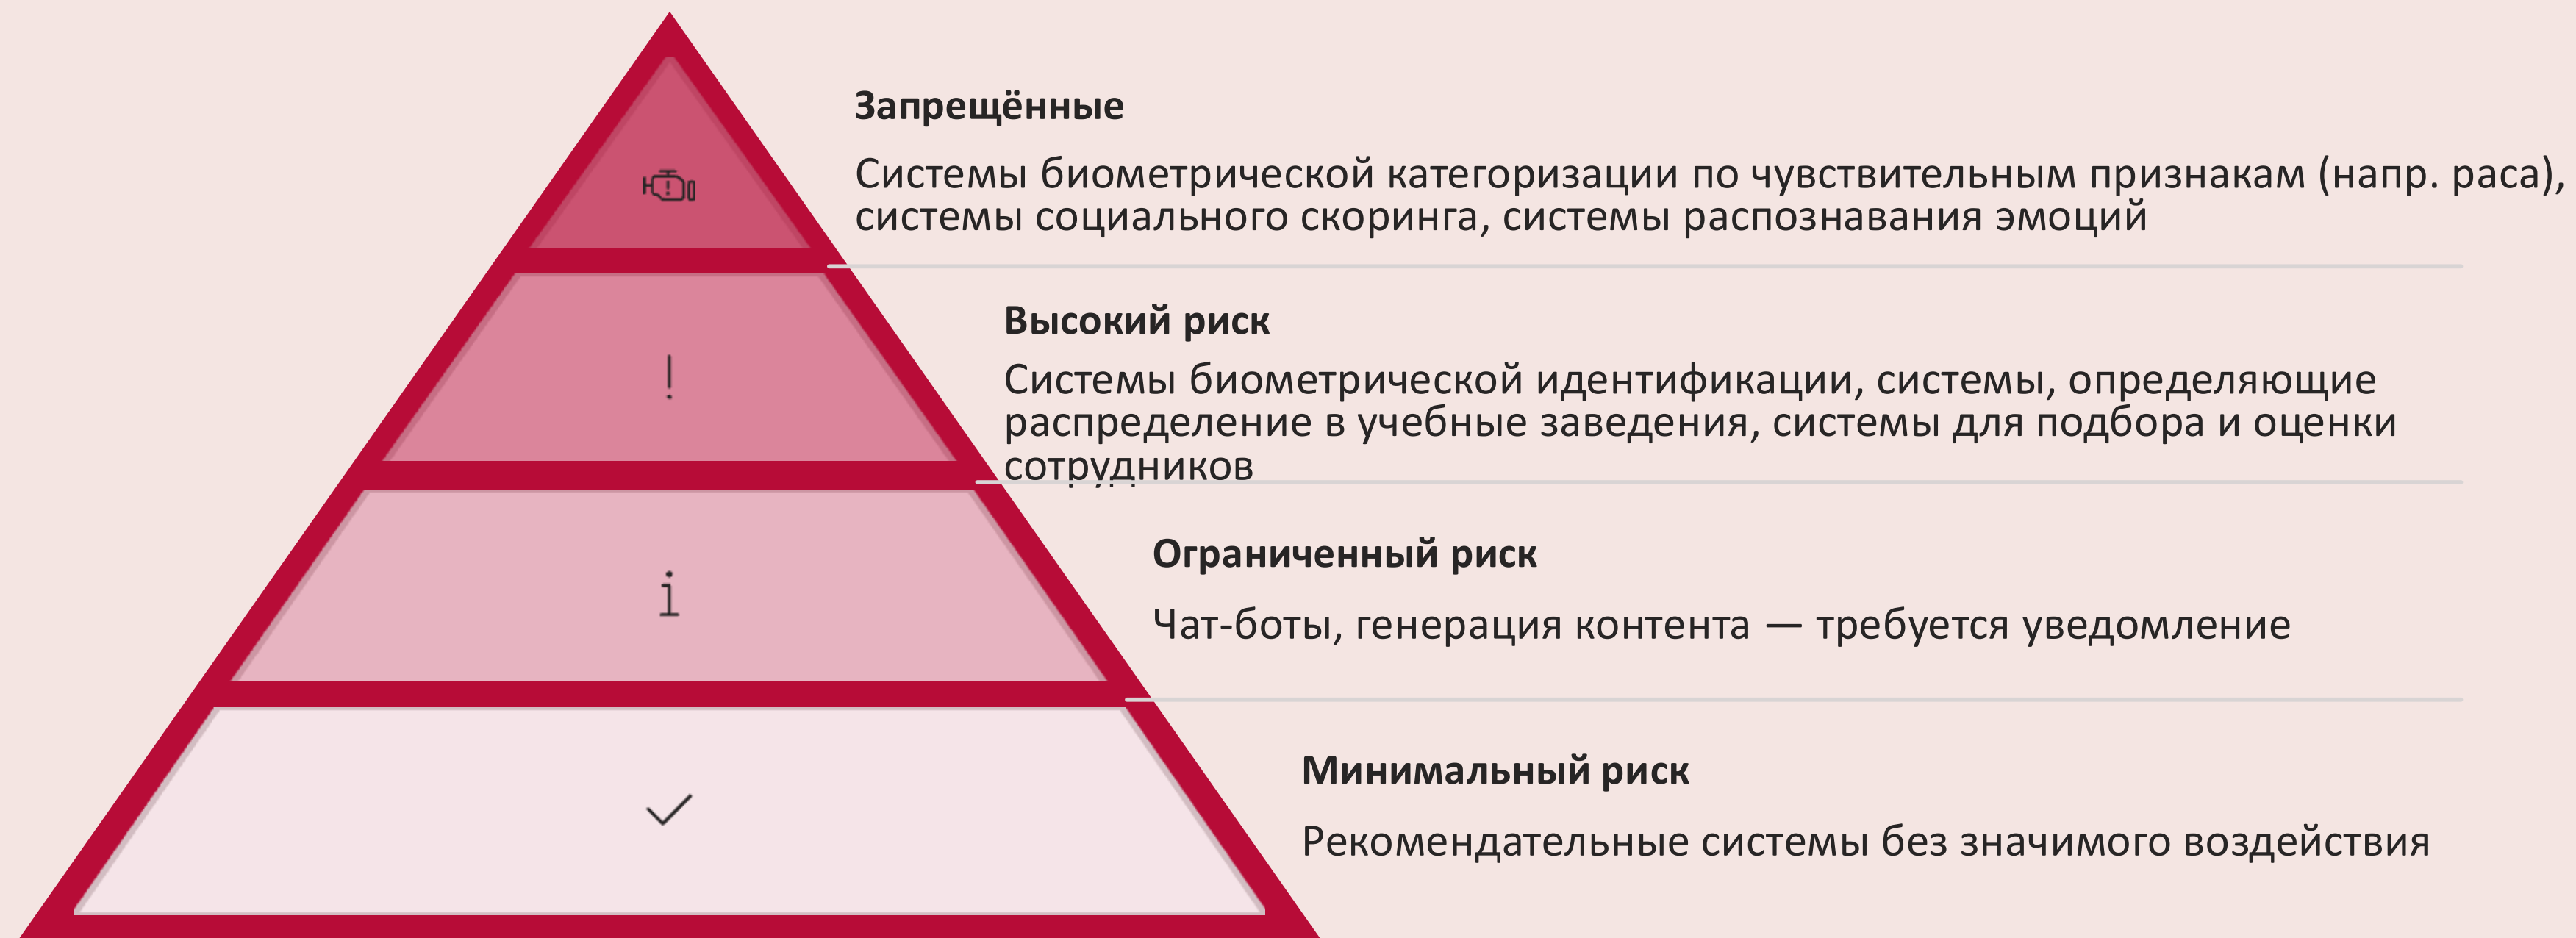 Запрещённые
Системы биометрической категоризации по чувствительным признакам (напр. раса),
системы социального скоринга, системы распознавания эмоций
Высокий риск
Системы биометрической идентификации, системы, определяющие
распределение в учебные заведения, системы для подбора и оценки
сотрудников
Ограниченный риск
Чат-боты, генерация контента — требуется уведомление
Минимальный риск
Рекомендательные системы без значимого воздействия